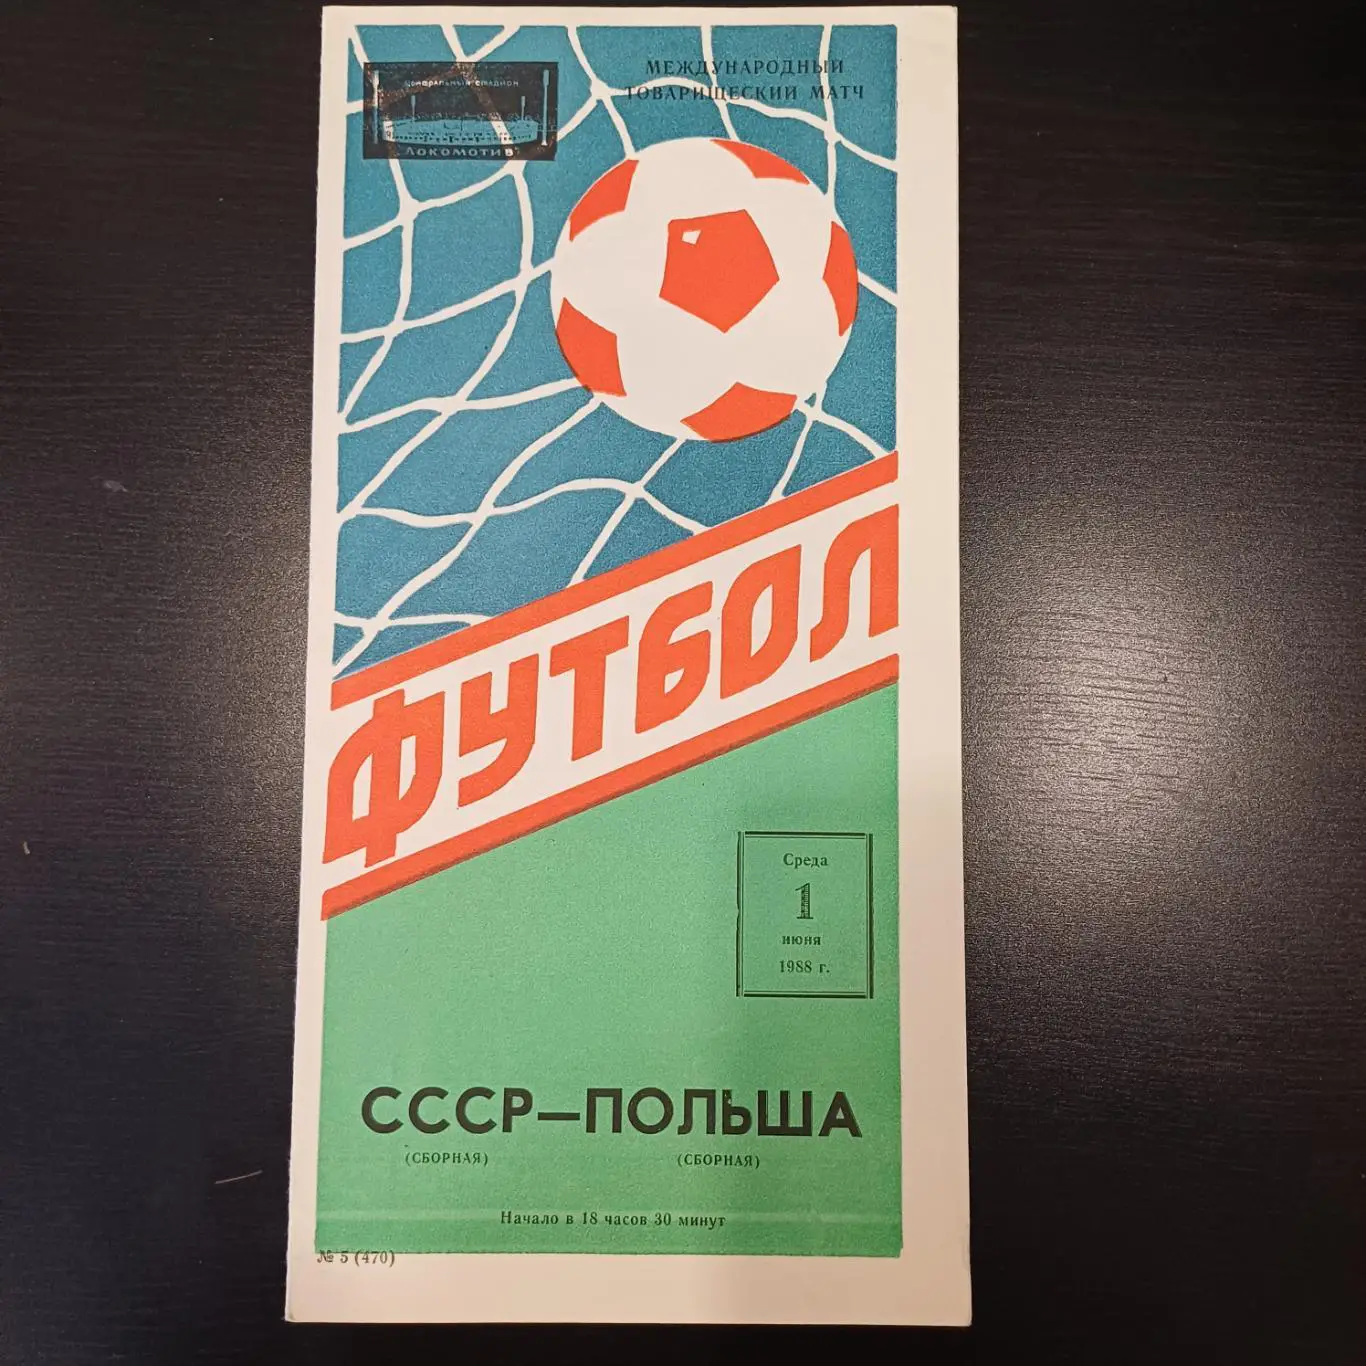 ЦЕНТРАЛЬНЫЙ СТАДИОН
ЛОКОМОТИВ
МЕЖДУНАРОДНЫЙ
ТОВАРИЩЕСКИЙ МАТЧ
ФУТБОЛ
Среда
1
июня
1988 г.
СССР—ПОЛЬША
(СБОРНАЯ) (СБОРНАЯ)
Начало в 18 часов 30 минут
№ 5 (470)